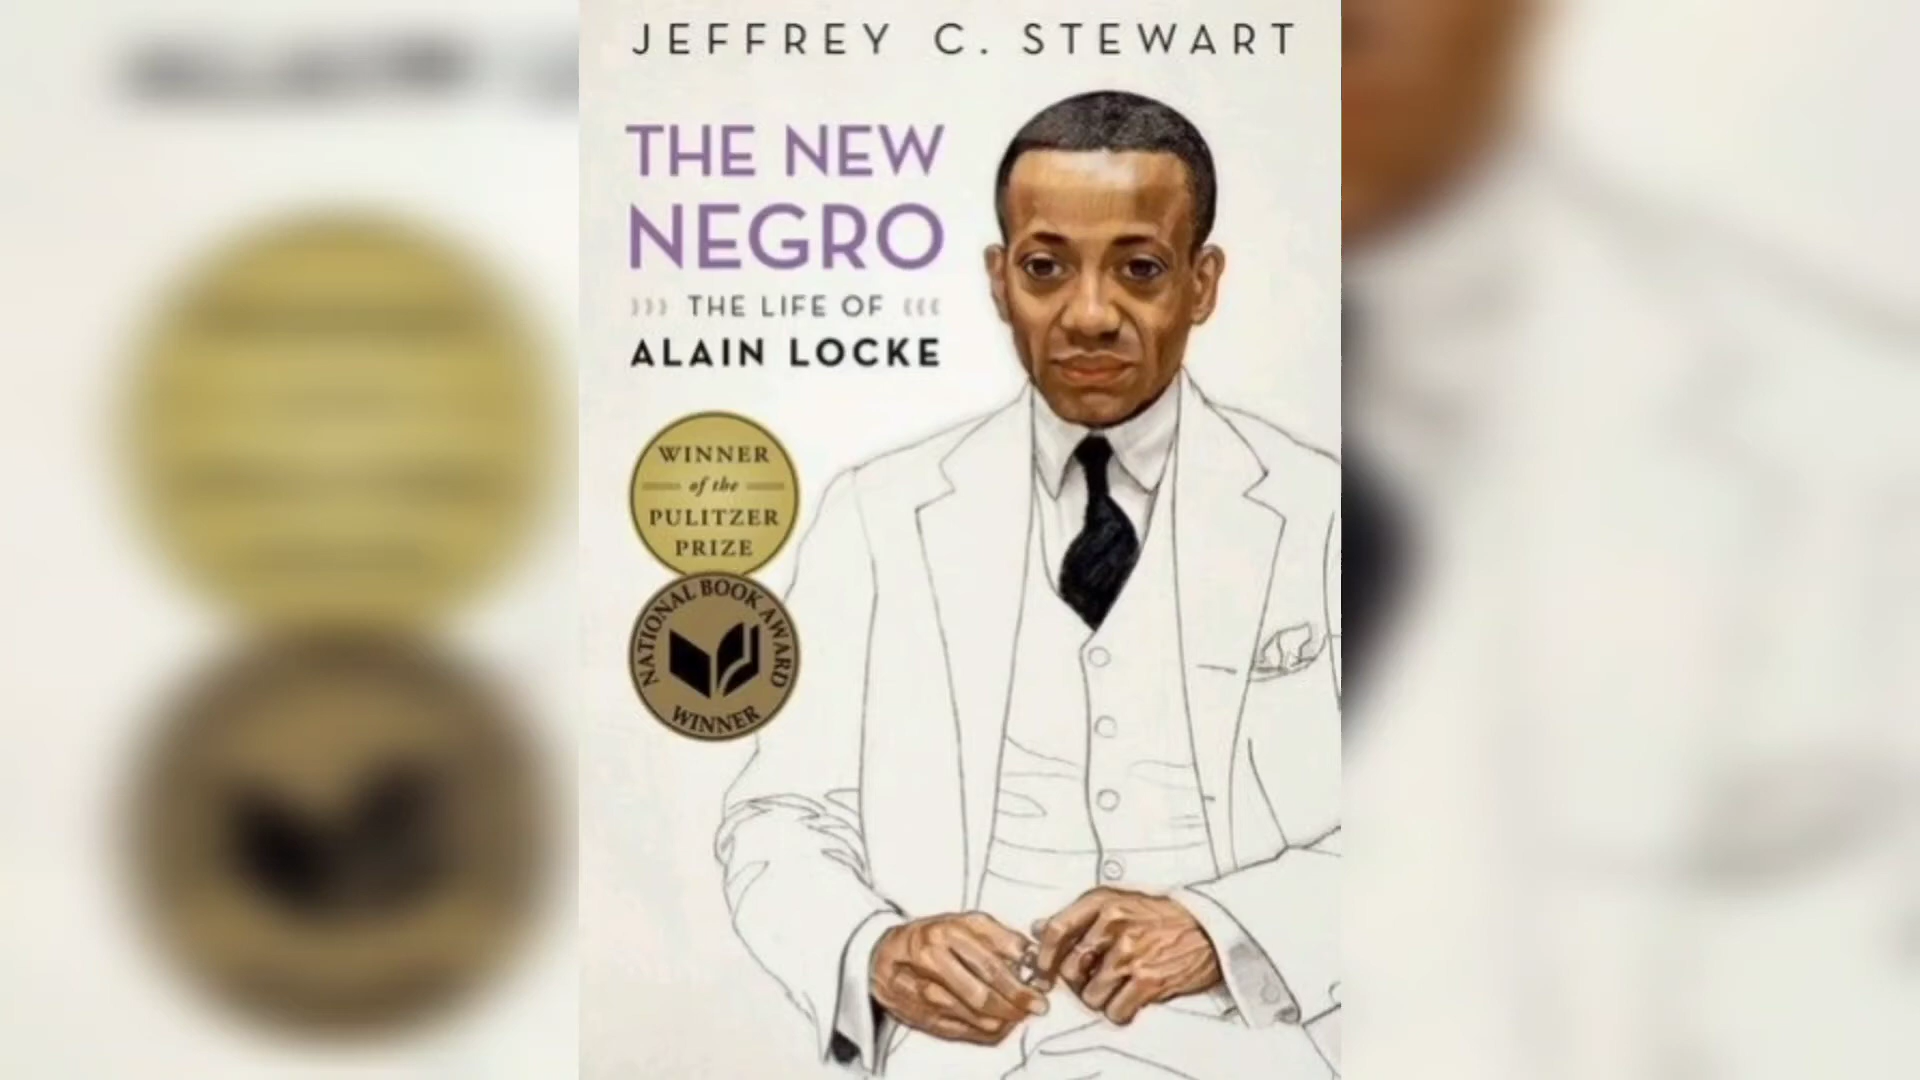 JEFFREY C. STEWART
THE NEW
NEGRO
THE LIFE OF
ALAIN LOCKE
WINNER
of the
PULITZER
PRIZE
NATIONAL BOOK AWARD
WINNER